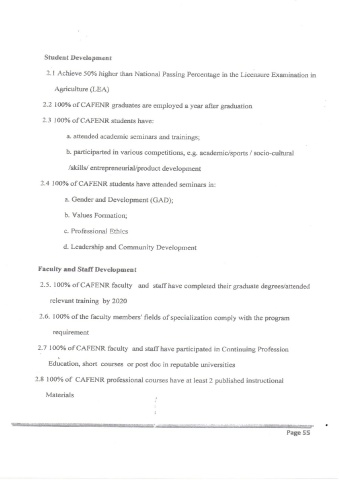 Student Development
2.1 Achieve 50% higher than National Passing Percentage in the Licensure Examination in
Agriculture (LEA)
2.2 100% of CAFENR graduates are employed a year after graduation
2.3 100% of CAFENR students have:
a. attended academic seminars and trainings;
b. participated in various competitions, e.g. academic/sports / socio-cultural
/skills/ entrepreneurial/product development
2.4 100% of CAFENR students have attended seminars in:
a. Gender and Development (GAD);
b. Values Formation;
c. Professional Ethics
d. Leadership and Community Development
Faculty and Staff Development
2.5. 100% of CAFENR faculty and staff have completed their graduate degrees/attended
relevant training by 2020
2.6. 100% of the faculty members' fields of specialization comply with the program
requirement
2.7 100% of CAFENR faculty and staff have participated in Continuing Profession
Education, short courses or post doc in reputable universities
2.8 100% of CAFENR professional courses have at least 2 published instructional
Materials
Page 55